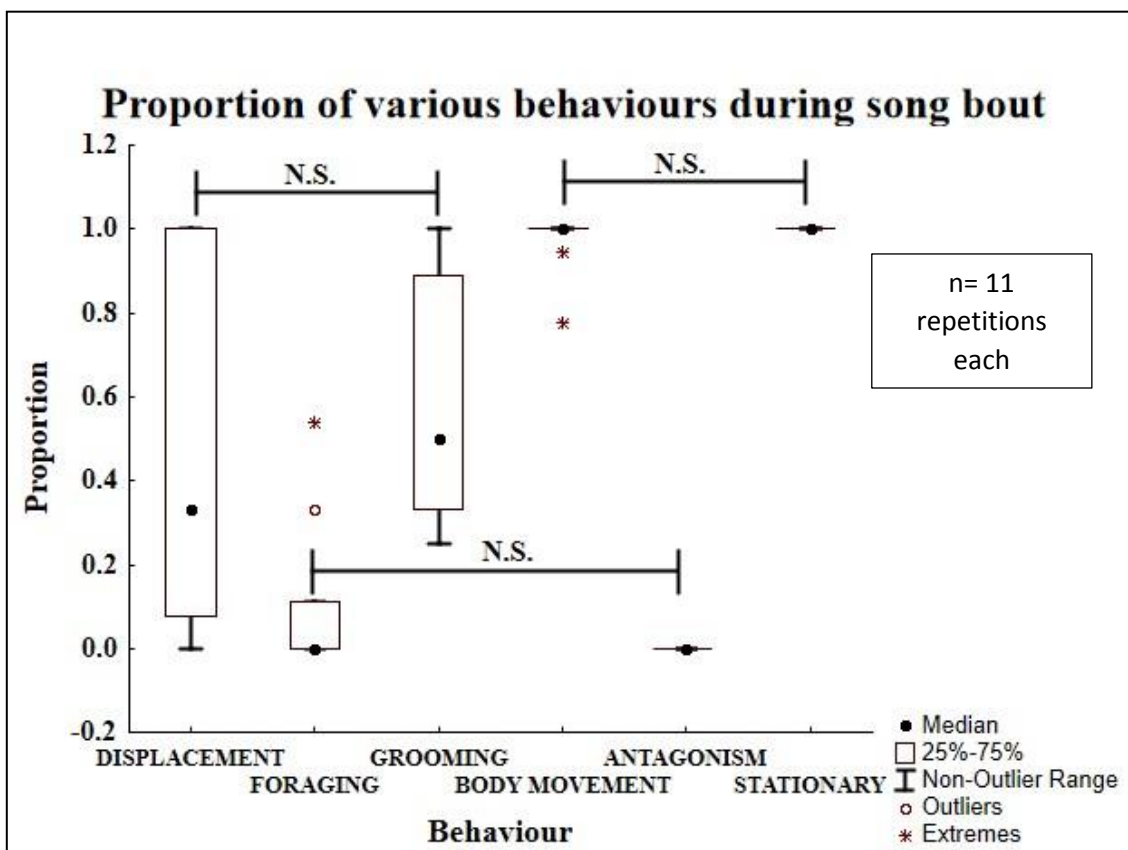 Proportion of various behaviours during song bout
1.2
1.0
0.8
0.6
0.4
0.2
0.0
-0.2
Proportion
N.S.
N.S.
N.S.
n= 11
repetitions
each
DISPLACEMENT
FORAGING
GROOMING
BODY MOVEMENT
ANTAGONISM
STATIONARY
Behaviour
Median
25%-75%
Non-Outlier Range
Outliers
Extremes